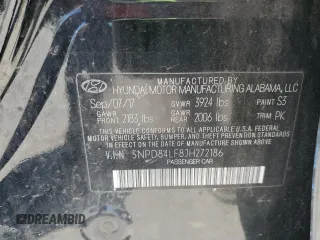 MANUFACTURED BY
HYUNDAI MOTOR MANUFACTURING ALABAMA, LLC
Sep/07/17 GVWR 3924 lbs PAINT S3
GAWR FRONT 2183 lbs GAWR REAR 2006 lbs TRIM PK
THIS VEHICLE CONFORMS TO ALL APPLICABLE
FEDERAL MOTOR VEHICLE SAFETY, BUMPER, AND
THEFT PREVENTION STANDARDS IN EFFECT ON
THE DATE OF MANUFACTURE SHOWN ABOVE.
V.I.N 5NPD84LF8JH272186
PASSENGER CAR
AMERIBID